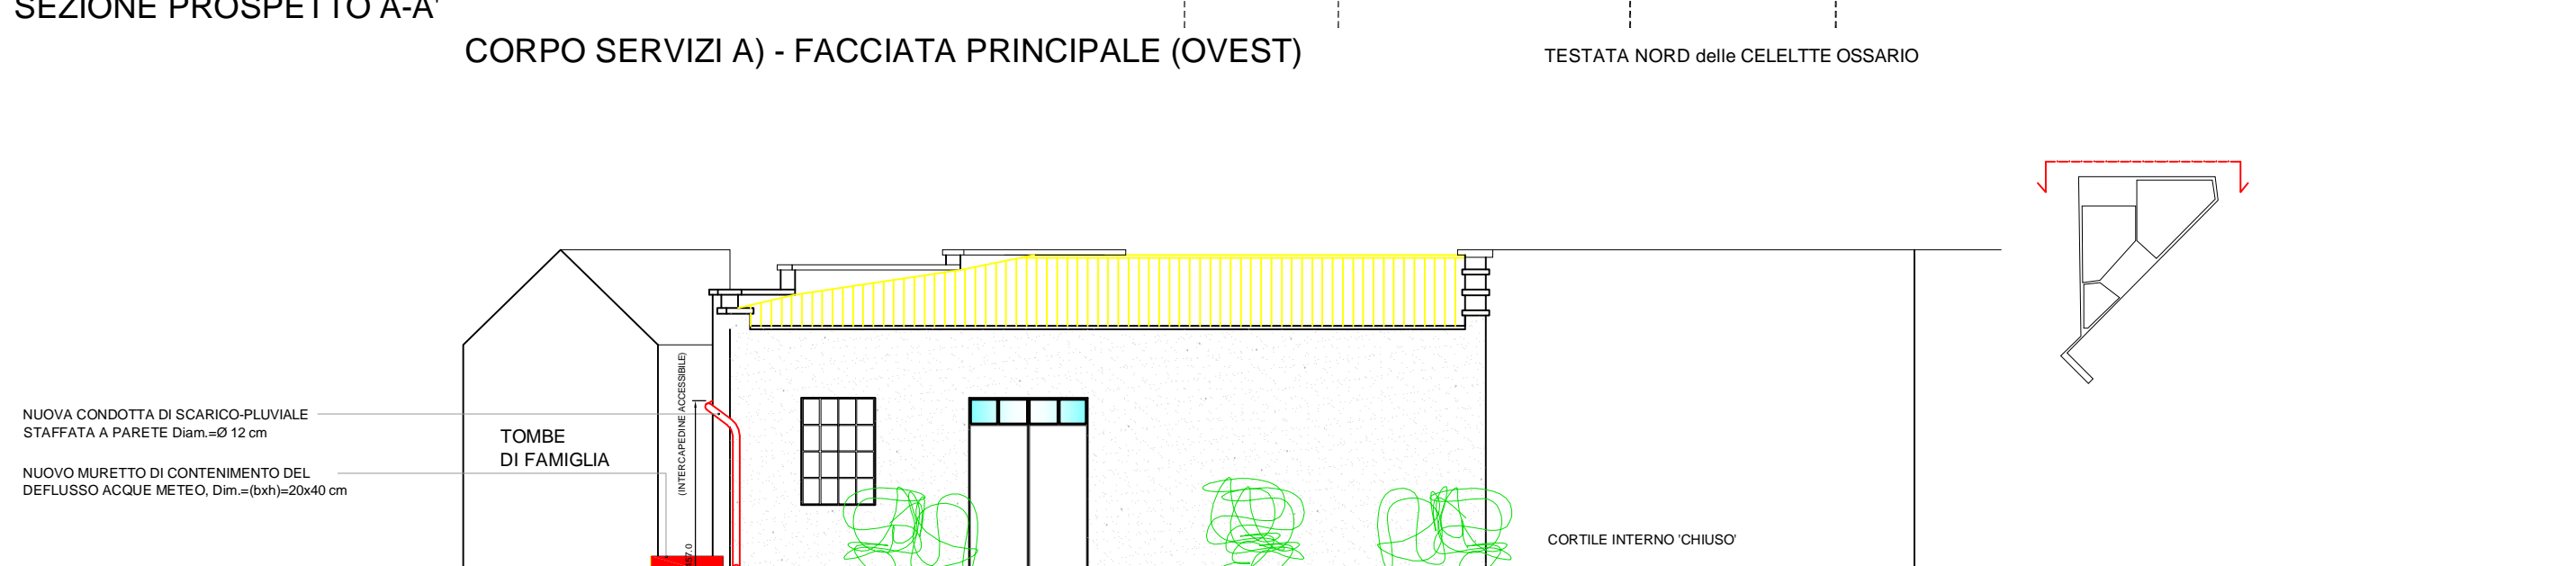 SEZIONE PROSPETTO A-A'
CORPO SERVIZI A) - FACCIATA PRINCIPALE (OVEST)
TESTATA NORD delle CELELTTE OSSARIO
NUOVA CONDOTTA DI SCARICO-PLUVIALE
STAFFATA A PARETE Diam.=Ø 12 cm
NUOVO MURETTO DI CONTENIMENTO DEL
DEFLUSSO ACQUE METEO, Dim.=(bxh)=20x40 cm
TOMBE
DI FAMIGLIA
(INTERCAPEDINE ACCESSIBILE)
CORTILE INTERNO 'CHIUSO'